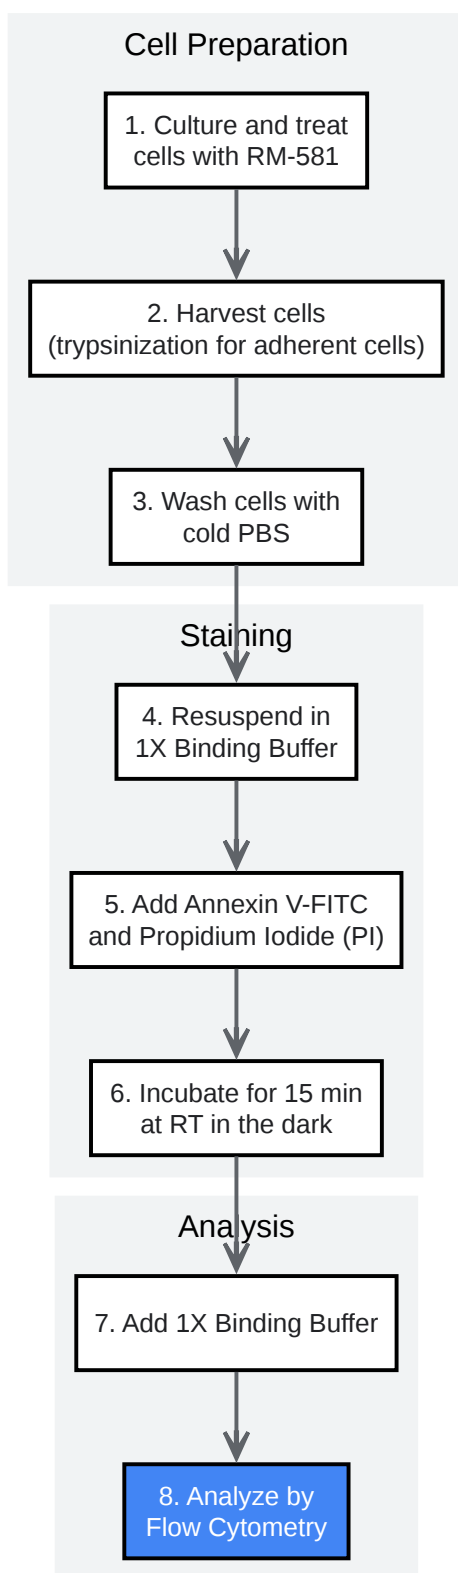 Cell Preparation
1. Culture and treat
cells with RM-581
2. Harvest cells
(trypsinization for adherent cells)
3. Wash cells with
cold PBS
Staining
4. Resuspend in
1X Binding Buffer
5. Add Annexin V-FITC
and Propidium Iodide (PI)
6. Incubate for 15 min
at RT in the dark
Analysis
7. Add 1X Binding Buffer
8. Analyze by
Flow Cytometry